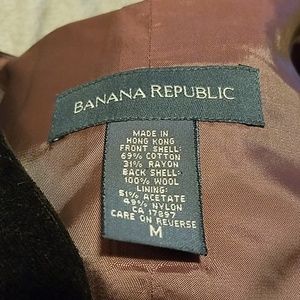 BANANA REPUBLIC
MADE IN
HONG KONG
FRONT SHELL:
69% COTTON
31% RAYON
BACK SHELL:
100% WOOL
LINING:
51% ACETATE
49% NYLON
CA 17897
CARE ON REVERSE
M